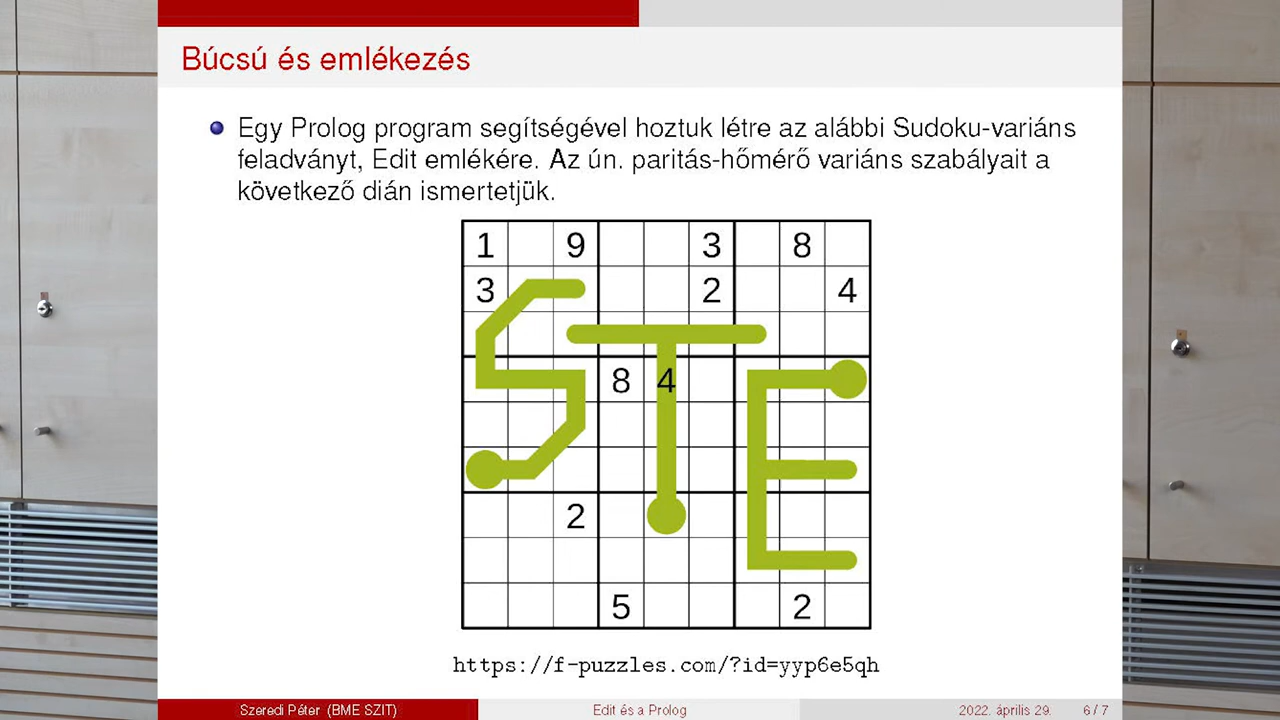 Búcsú és emlékezés
Egy Prolog program segítségével hoztuk létre az alábbi Sudoku-variáns
feladványt, Edit emlékére. Az ún. paritás-hőmérő variáns szabályait a
következő dián ismertetjük.
1 9 3 8
3 2 4
8 4
2
5 2
https://f-puzzles.com/?id=yyp6e5qh
Szeredi Péter (BME SZIT) Edit és a Prolog 2022. április 29. 6 / 7